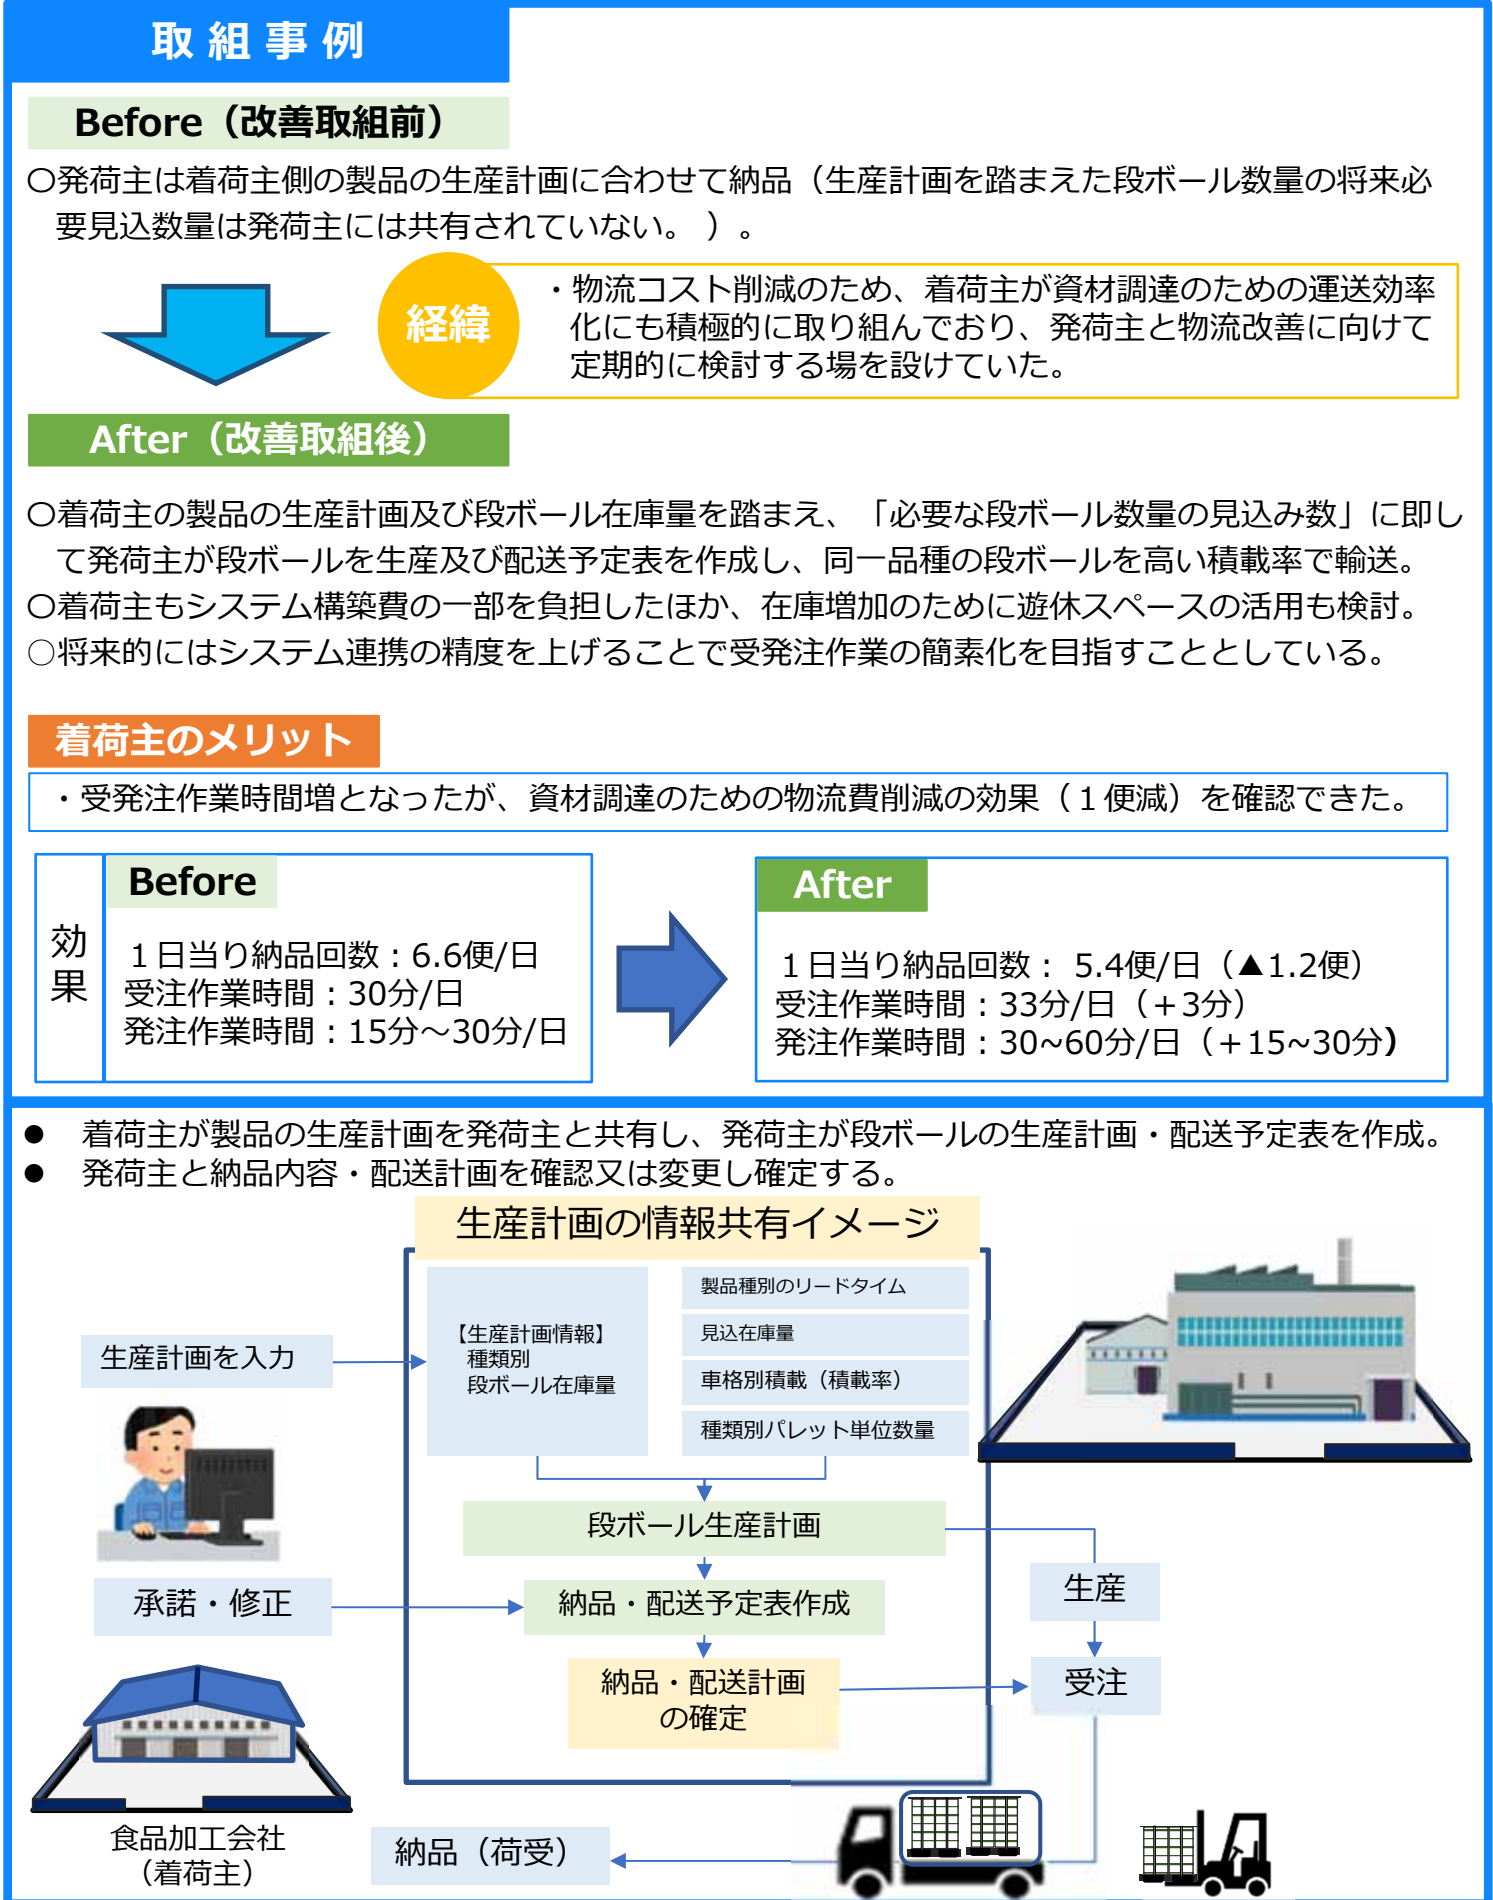 取組事例
Before（改善取組前）
〇発荷主は着荷主側の製品の生産計画に合わせて納品（生産計画を踏まえた段ボール数量の将来必
要見込数量は発荷主には共有されていない。 ）。
経緯
・物流コスト削減のため、着荷主が資材調達のための運送効率
化にも積極的に取り組んでおり、発荷主と物流改善に向けて
定期的に検討する場を設けていた。
After（改善取組後）
〇着荷主の製品の生産計画及び段ボール在庫量を踏まえ、「必要な段ボール数量の見込み数」に即し
て発荷主が段ボールを生産及び配送予定表を作成し、同一品種の段ボールを高い積載率で輸送。
〇着荷主もシステム構築費の一部を負担したほか、在庫増加のために遊休スペースの活用も検討。
○将来的にはシステム連携の精度を上げることで受発注作業の簡素化を目指すこととしている。
着荷主のメリット
・受発注作業時間増となったが、資材調達のための物流費削減の効果（１便減）を確認できた。
効果
Before
１日当り納品回数：6.6便/日
受注作業時間：30分/日
発注作業時間：15分～30分/日
After
１日当り納品回数： 5.4便/日（▲1.2便）
受注作業時間：33分/日（＋3分）
発注作業時間：30~60分/日（＋15~30分）
● 着荷主が製品の生産計画を発荷主と共有し、発荷主が段ボールの生産計画・配送予定表を作成。
● 発荷主と納品内容・配送計画を確認又は変更し確定する。
生産計画の情報共有イメージ
生産計画を入力
【生産計画情報】
種類別
段ボール在庫量
製品種別のリードタイム
見込在庫量
車格別積載（積載率）
種類別パレット単位数量
段ボール生産計画
承諾・修正
納品・配送予定表作成
生産
納品・配送計画
の確定
受注
食品加工会社
（着荷主）
納品（荷受）